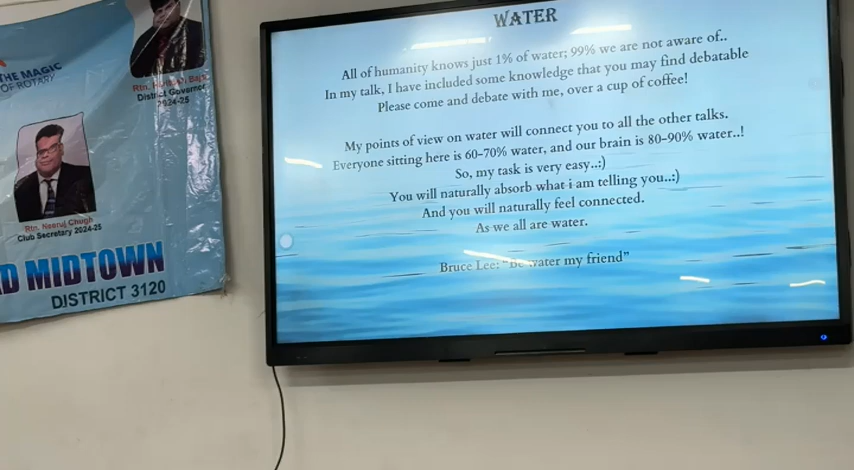 THE MAGIC
OF ROTARY
District Governor
2024-25
Rtn. Neeraj Chugh
Club Secretary 2024-25
MIDTOWN
DISTRICT 3120
WATER
All of humanity knows just 1% of water; 99% we are not aware of..
In my talk, I have included some knowledge that you may find debatable
Please come and debate with me, over a cup of coffee!
My points of view on water will connect you to all the other talks.
Everyone sitting here is 60-70% water, and our brain is 80-90% water..!
So, my task is very easy..:)
You will naturally absorb what i am telling you..:)
And you will naturally feel connected.
As we all are water.
Bruce Lee: "Be water my friend"